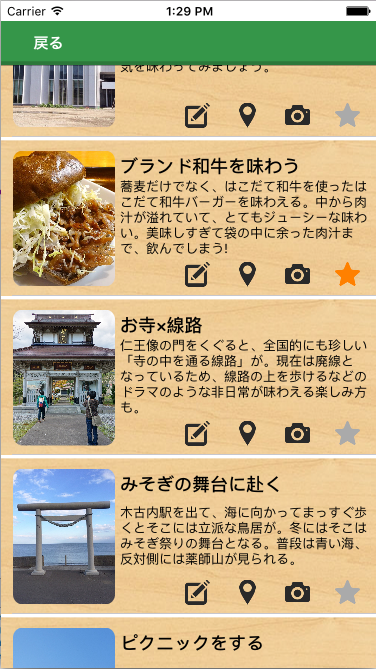 Carrier 1:29 PM
戻る
気を味わってみましょう。
ブランド和牛を味わう
蕎麦だけでなく、はこだて和牛を使ったは
こだて和牛バーガーを味わえる。中から肉
汁が溢れていて、とてもジューシーな味わ
い。美味しすぎて袋の中に余った肉汁ま
で、飲んでしまう!
お寺×線路
仁王像の門をくぐると、全国的にも珍しい
「寺の中を通る線路」が。現在は廃線と
なっているため、線路の上を歩けるなどの
ドラマのような非日常が味わえる楽しみ方
も。
みそぎの舞台に赴く
木古内駅を出て、海に向かってまっすぐ歩
くとそこには立派な鳥居が。冬にはそこは
みそぎ祭りの舞台となる。普段は青い海、
反対側には薬師山が見られる。
ピクニックをする